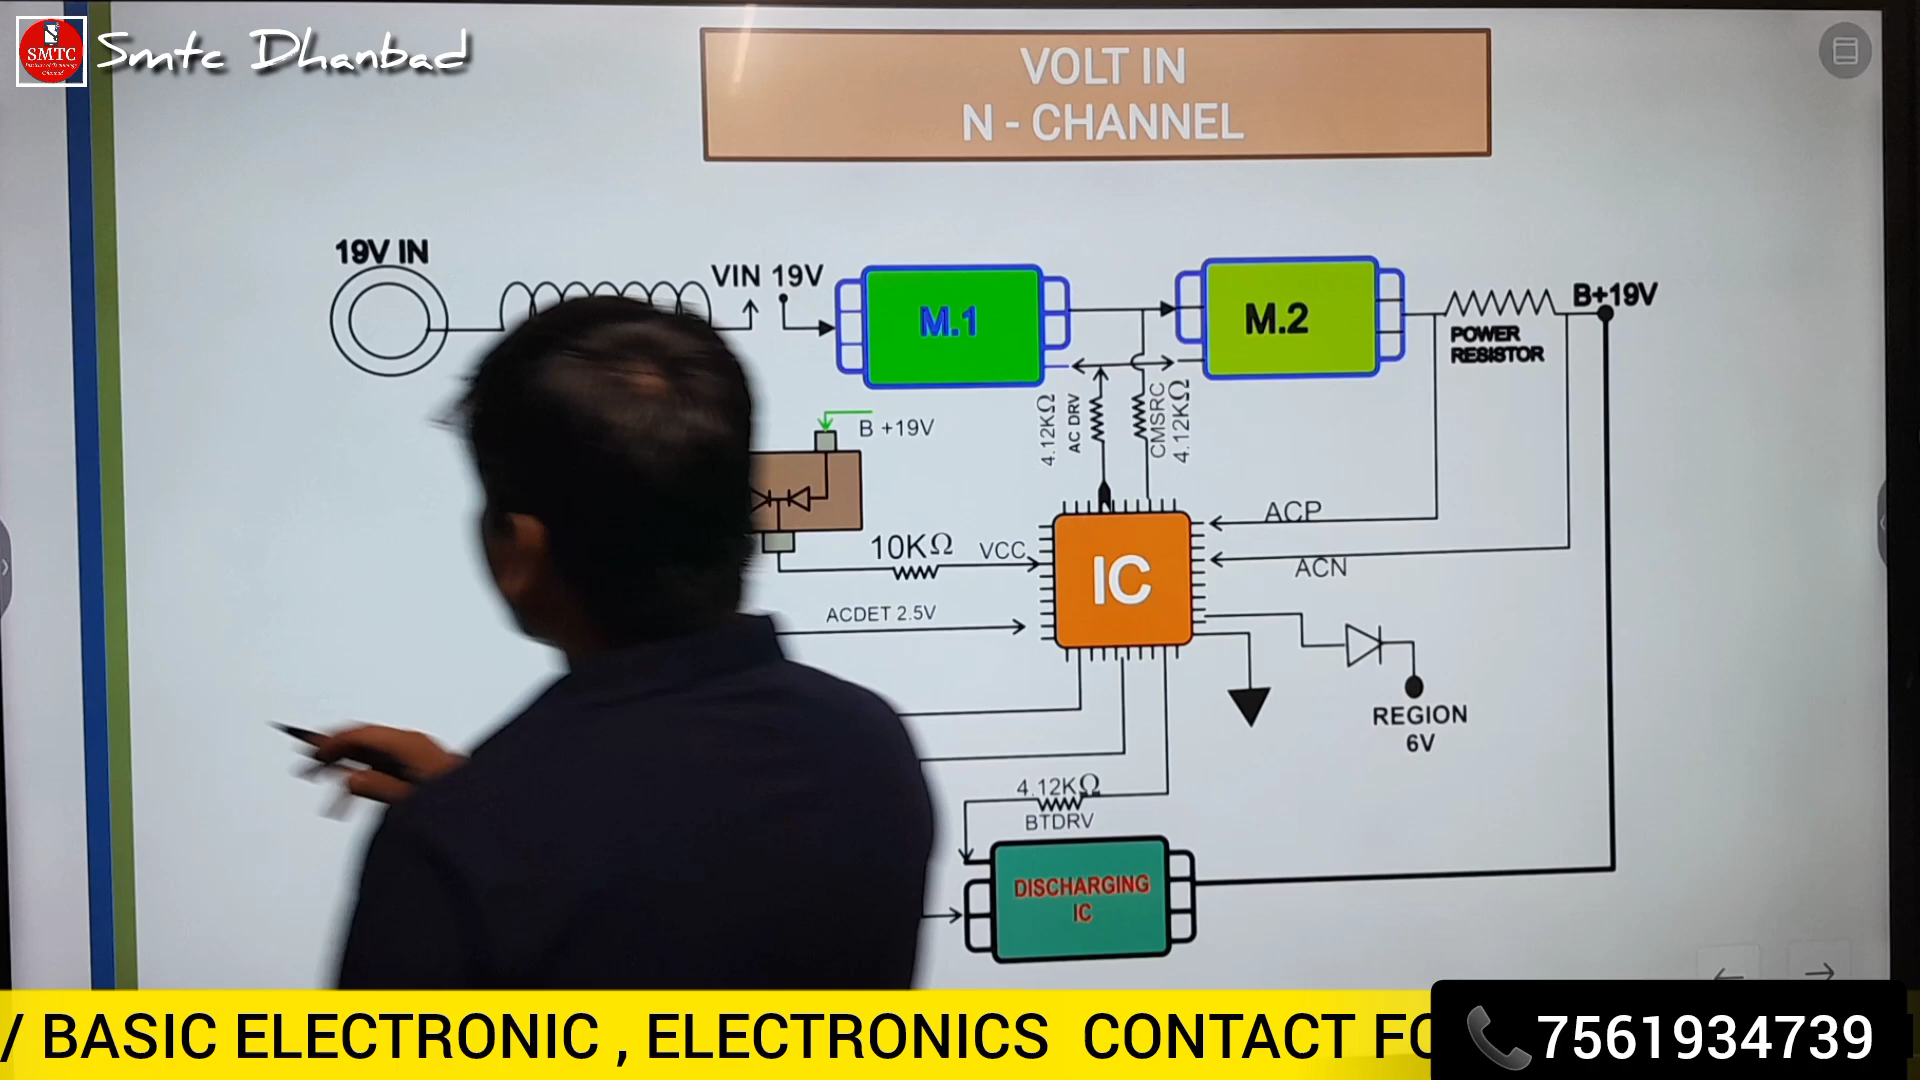 SMTC
Smtc Dhanbad
VOLT IN
N - CHANNEL
19V IN
VIN 19V
M.1
M.2
B+19V
POWER
RESISTOR
4.12KΩ
AC DRV
CMSRC
4.12KΩ
B +19V
10KΩ
VCC
IC
ACP
ACN
ACDET 2.5V
REGION
6V
4.12KΩ
BTDRV
DISCHARGING
IC
/ BASIC ELECTRONIC , ELECTRONICS CONTACT FO
7561934739